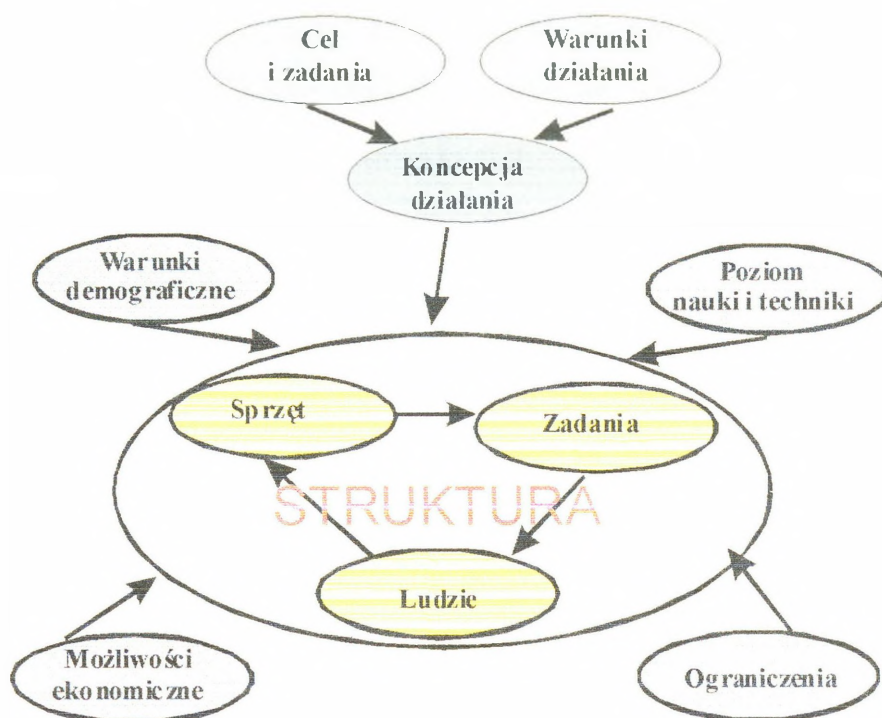 Cel
i zadania
Warunki
działania
Koncepcja
działania
Warunki
demograficzne
Poziom
nauki i techniki
Sprzęt
Zadania
STRUKTURA
Ludzie
Możliwości
ekonomiczne
Ograniczenia